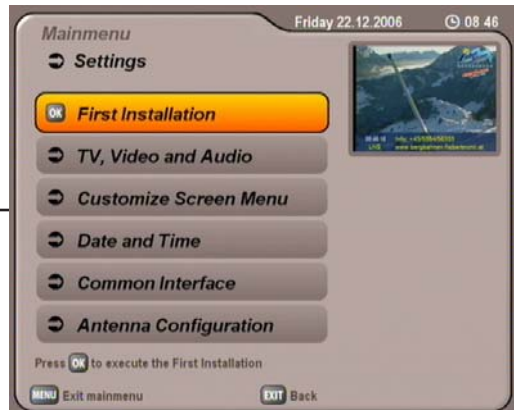 Mainmenu
Friday 22.12.2006 08 46
Settings
OK First Installation
TV, Video and Audio
Customize Screen Menu
Date and Time
Common Interface
Antenna Configuration
Press OK to execute the First Installation
MENU Exit mainmenu EXIT Back
LIVE